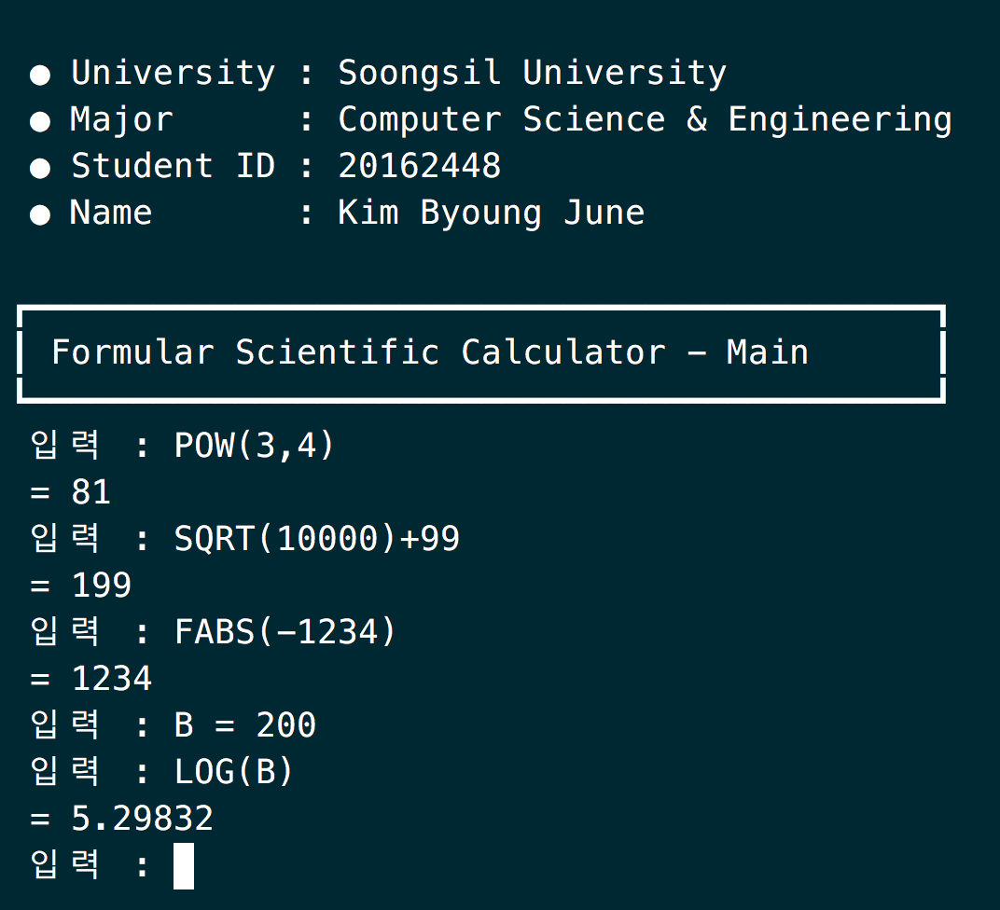 ● University : Soongsil University
● Major      : Computer Science & Engineering
● Student ID : 20162448
● Name       : Kim Byoung June
Formular Scientific Calculator - Main
입력 : POW(3,4)
= 81
입력 : SQRT(10000)+99
= 199
입력 : FABS(-1234)
= 1234
입력 : B = 200
입력 : LOG(B)
= 5.29832
입력 :